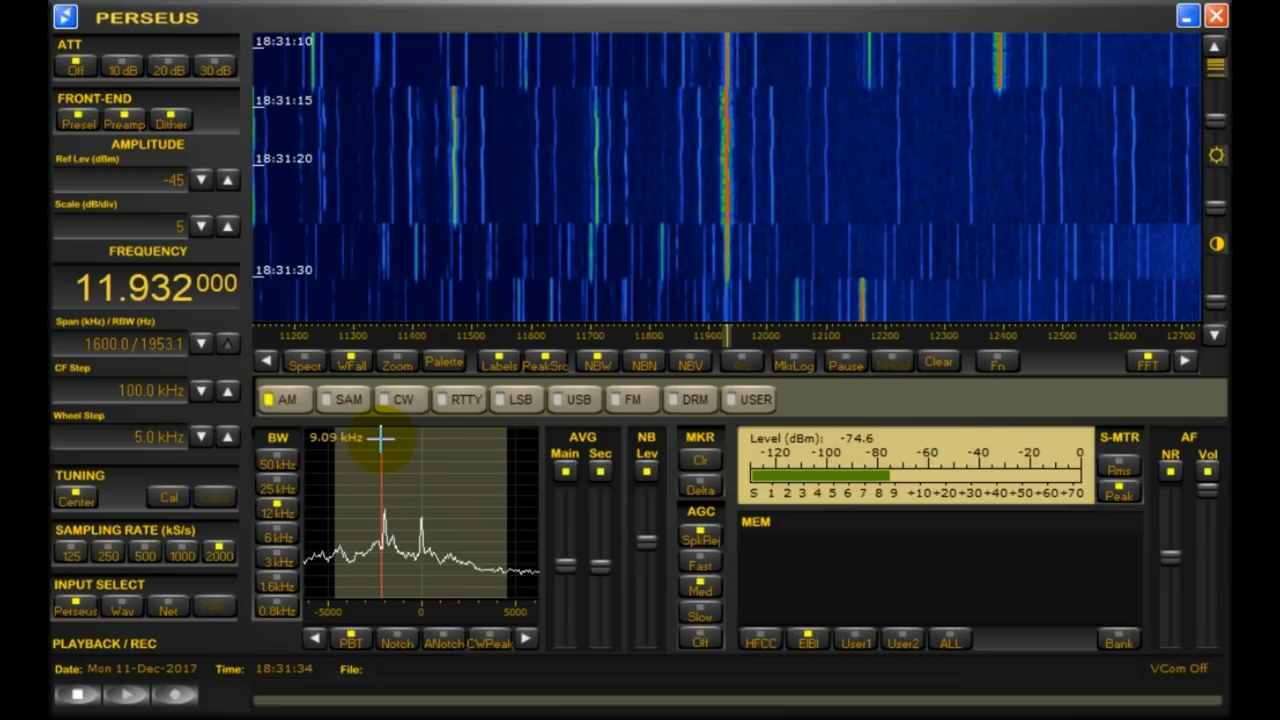 PERSEUS
ATT
Off 10 dB 20 dB 30 dB
FRONT-END
Presel Preamp Dither
AMPLITUDE
Ref Lev (dBm)
-45
Scale (dB/div)
5
FREQUENCY
11.932 000
Span (kHz) / RBW (Hz)
1600.0 / 1953.1
CF Step
100.0 kHz
Wheel Step
5.0 kHz
TUNING
Center Cal
SAMPLING RATE (kS/s)
125 250 500 1000 2000
INPUT SELECT
Perseus Wav Net
PLAYBACK / REC
18:31:10
18:31:15
18:31:20
18:31:30
11200 11300 11400 11500 11600 11700 11800 11900 12000 12100 12200 12300 12400 12500 12600 12700
Spect WFall Zoom Palette Labels PeakSrc NBW NBN NBV MkrLog Pause Clear Fn FFT
AM SAM CW RTTY LSB USB FM DRM USER
BW
50 kHz
25 kHz
12 kHz
6 kHz
3 kHz
1.6kHz
0.8kHz
9.09 kHz
-5000 0 5000
PBT Notch ANotch CWPeak
AVG
Main Sec
NB
Lev
MKR
Clr
Delta
AGC
SpkRej
Fast
Med
Slow
Off
Level (dBm): -74.6
-120 -100 -80 -60 -40 -20 0
S 1 2 3 4 5 6 7 8 9 +10+20+30+40+50+60+70
S-MTR
Rms
Peak
AF
NR Vol
MEM
HFCC EIBI User1 User2 ALL Bank
Date: Mon 11-Dec-2017 Time: 18:31:34 File:
VCom Off